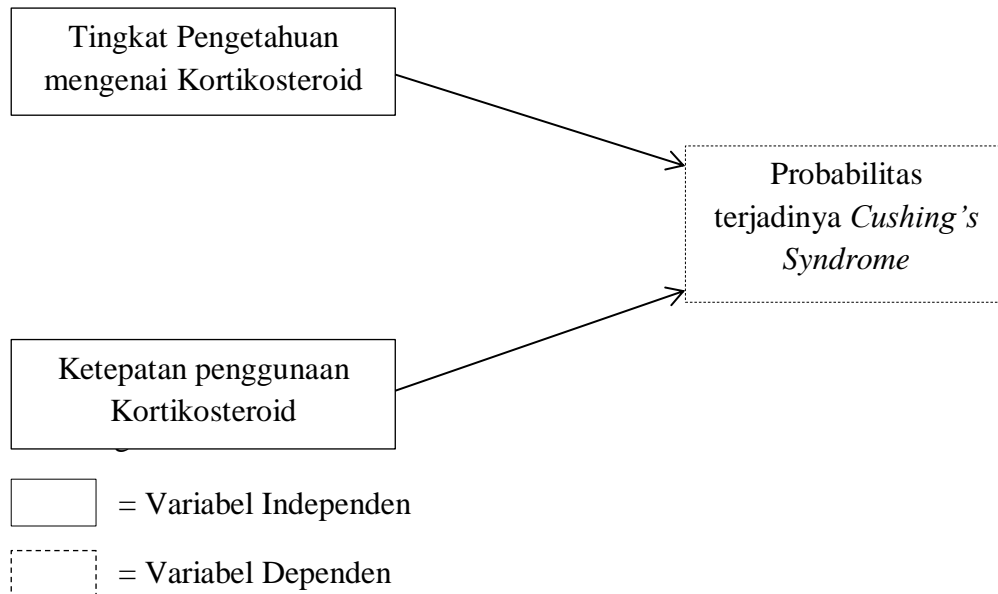 Tingkat Pengetahuan
mengenai Kortikosteroid
Probabilitas
terjadinya Cushing’s
Syndrome
Ketepatan penggunaan
Kortikosteroid
= Variabel Independen
= Variabel Dependen